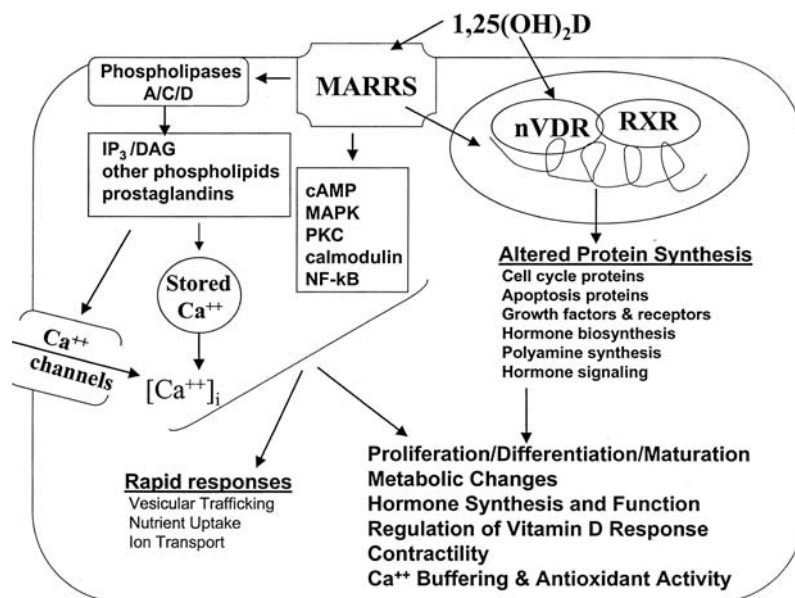 1,25(OH)₂D
Phospholipases
A/C/D
MARRS
nVDR
RXR
IP₃/DAG
other phospholipids
prostaglandins
cAMP
MAPK
PKC
calmodulin
NF-kB
Stored
Ca⁺⁺
Ca⁺⁺
channels
[Ca⁺⁺]ᵢ
Altered Protein Synthesis
Cell cycle proteins
Apoptosis proteins
Growth factors & receptors
Hormone biosynthesis
Polyamine synthesis
Hormone signaling
Rapid responses
Vesicular Trafficking
Nutrient Uptake
Ion Transport
Proliferation/Differentiation/Maturation
Metabolic Changes
Hormone Synthesis and Function
Regulation of Vitamin D Response
Contractility
Ca⁺⁺ Buffering & Antioxidant Activity